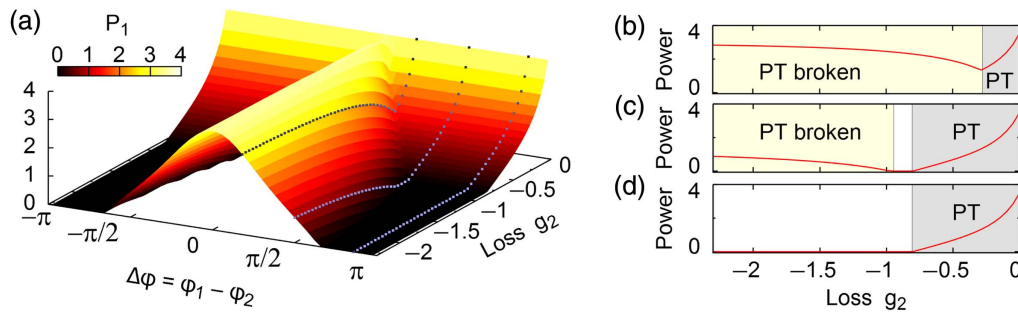 (a)
P1
0 1 2 3 4
4
3
2
1
0
−π
−π/2
0
π/2
π
Δφ = φ1 − φ2
−2
−1.5
−1
−0.5
0
Loss g2
(b)
Power
4
0
PT broken
PT
(c)
Power
4
0
PT broken
PT
(d)
Power
4
0
PT
−2 −1.5 −1 −0.5 0
Loss g2